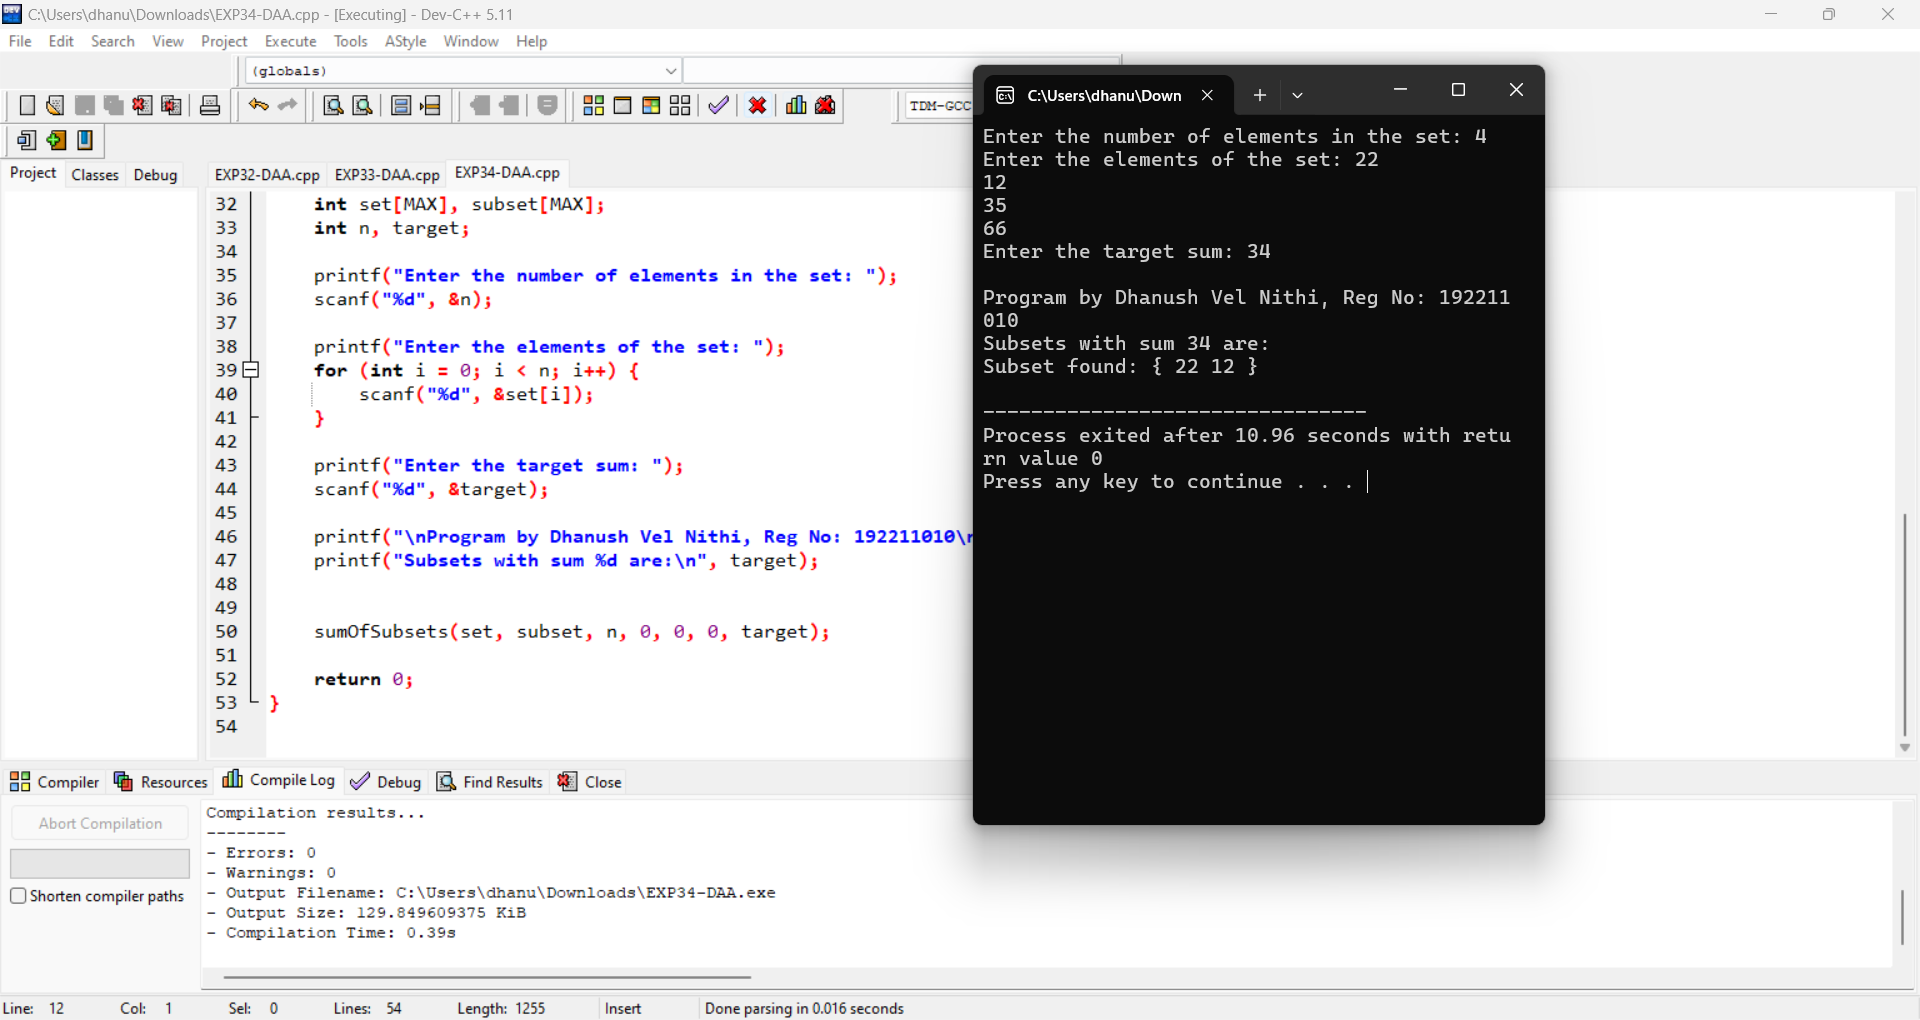 C:\Users\dhanu\Downloads\EXP34-DAA.cpp - [Executing] - Dev-C++ 5.11
File Edit Search View Project Execute Tools AStyle Window Help
(globals)
TDM-GCC
Project Classes Debug
EXP32-DAA.cpp EXP33-DAA.cpp EXP34-DAA.cpp
32 int set[MAX], subset[MAX];
33 int n, target;
34
35 printf("Enter the number of elements in the set: ");
36 scanf("%d", &n);
37
38 printf("Enter the elements of the set: ");
39 for (int i = 0; i < n; i++) {
40 scanf("%d", &set[i]);
41 }
42
43 printf("Enter the target sum: ");
44 scanf("%d", &target);
45
46 printf("\nProgram by Dhanush Vel Nithi, Reg No: 192211010\n
47 printf("Subsets with sum %d are:\n", target);
48
49
50 sumOfSubsets(set, subset, n, 0, 0, 0, target);
51
52 return 0;
53 }
54
C:\Users\dhanu\Down
Enter the number of elements in the set: 4
Enter the elements of the set: 22
12
35
66
Enter the target sum: 34
Program by Dhanush Vel Nithi, Reg No: 192211
010
Subsets with sum 34 are:
Subset found: { 22 12 }
--------------------------------
Process exited after 10.96 seconds with retu
rn value 0
Press any key to continue . . .
Compiler Resources Compile Log Debug Find Results Close
Abort Compilation
Shorten compiler paths
Compilation results...
--------
- Errors: 0
- Warnings: 0
- Output Filename: C:\Users\dhanu\Downloads\EXP34-DAA.exe
- Output Size: 129.849609375 KiB
- Compilation Time: 0.39s
Line: 12 Col: 1 Sel: 0 Lines: 54 Length: 1255 Insert Done parsing in 0.016 seconds